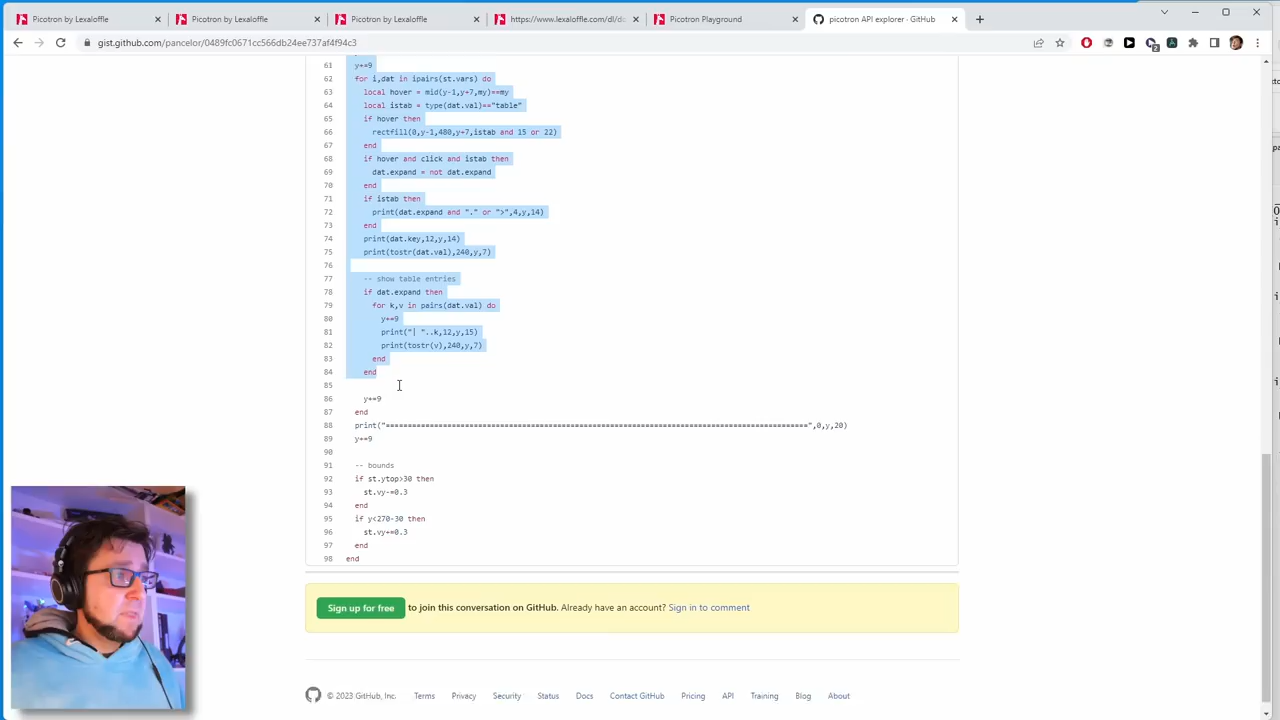 Picotron by Lexaloffle
Picotron by Lexaloffle
Picotron by Lexaloffle
https://www.lexaloffle.com/dl/d
Picotron Playground
picotron API explorer · GitHub
gist.github.com/pancelor/0489fc0671cc566db24ee737af4f94c3
61 y+=9
62 for i,dat in ipairs(st.vars) do
63 local hover = mid(y-1,y+7,my)==my
64 local istab = type(dat.val)=="table"
65 if hover then
66 rectfill(0,y-1,480,y+7,istab and 15 or 22)
67 end
68 if hover and click and istab then
69 dat.expand = not dat.expand
70 end
71 if istab then
72 print(dat.expand and "." or ">",4,y,14)
73 end
74 print(dat.key,12,y,14)
75 print(tostr(dat.val),240,y,7)
76
77 -- show table entries
78 if dat.expand then
79 for k,v in pairs(dat.val) do
80 y+=9
81 print("| "..k,12,y,15)
82 print(tostr(v),240,y,7)
83 end
84 end
85
86 y+=9
87 end
88 print("================================================================================================",0,y,20)
89 y+=9
90
91 -- bounds
92 if st.ytop>30 then
93 st.vy-=0.3
94 end
95 if y<270-30 then
96 st.vy+=0.3
97 end
98 end
Sign up for free to join this conversation on GitHub. Already have an account? Sign in to comment
© 2023 GitHub, Inc. Terms Privacy Security Status Docs Contact GitHub Pricing API Training Blog About